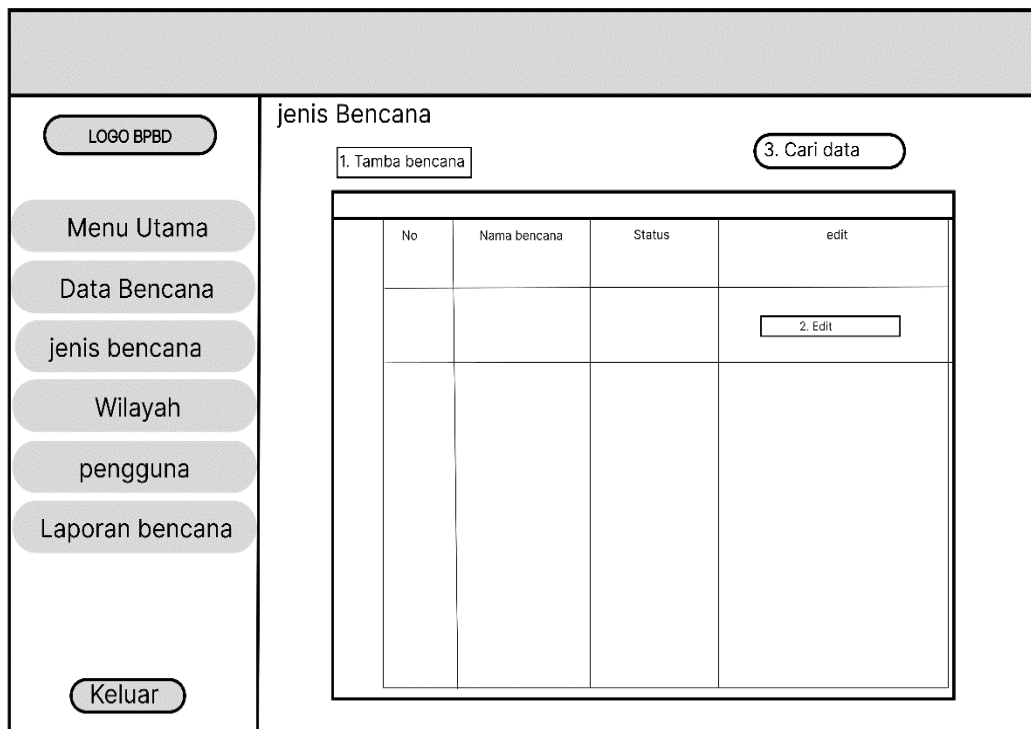 LOGO BPBD
Menu Utama
Data Bencana
jenis bencana
Wilayah
pengguna
Laporan bencana
Keluar
jenis Bencana
1. Tamba bencana
3. Cari data
No Nama bencana Status edit
2. Edit